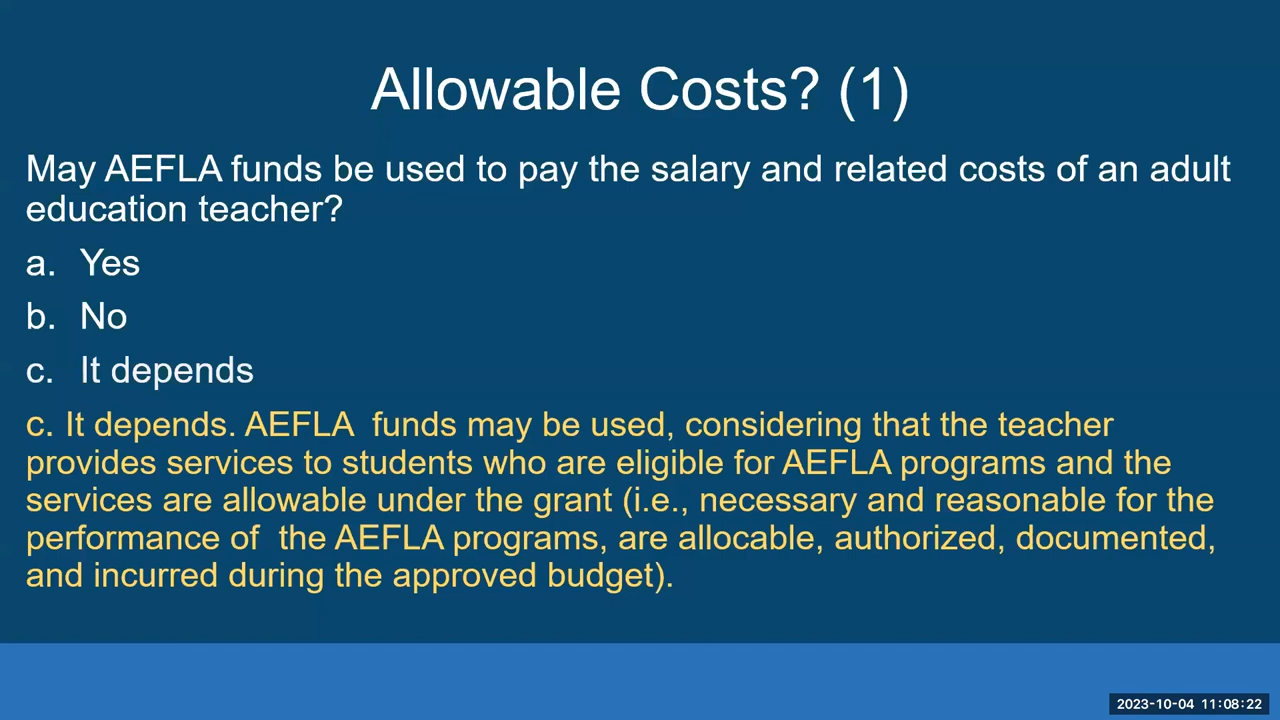 Allowable Costs? (1)
May AEFLA funds be used to pay the salary and related costs of an adult
education teacher?
a. Yes
b. No
c. It depends
c. It depends. AEFLA  funds may be used, considering that the teacher
provides services to students who are eligible for AEFLA programs and the
services are allowable under the grant (i.e., necessary and reasonable for the
performance of  the AEFLA programs, are allocable, authorized, documented,
and incurred during the approved budget).
2023-10-04 11:08:22